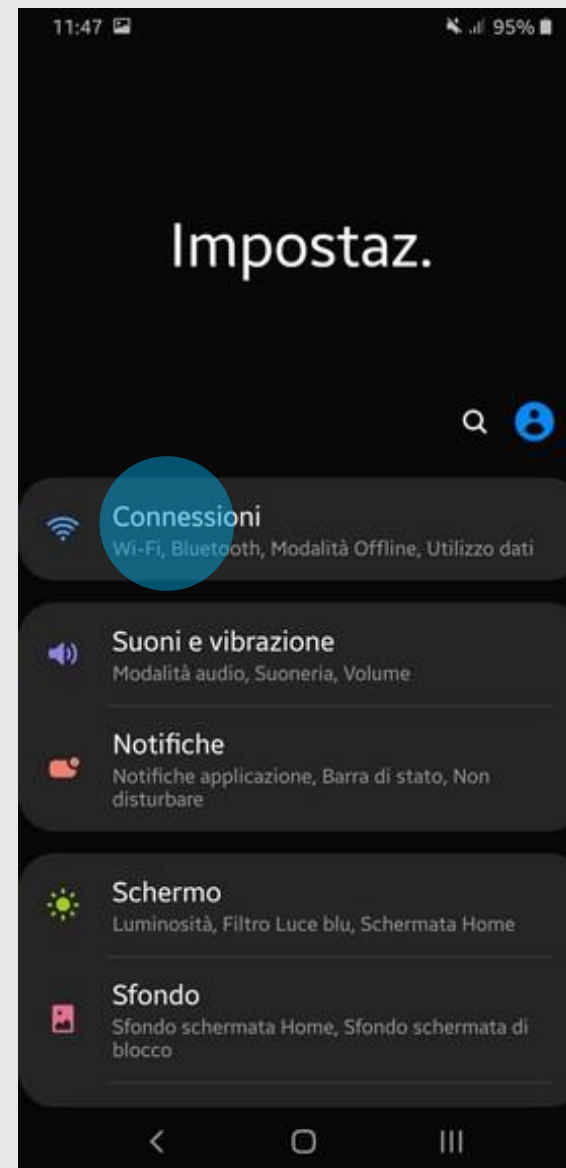 11:47 95%
Impostaz.
Connessioni
Wi-Fi, Bluetooth, Modalità Offline, Utilizzo dati
Suoni e vibrazione
Modalità audio, Suoneria, Volume
Notifiche
Notifiche applicazione, Barra di stato, Non
disturbare
Schermo
Luminosità, Filtro Luce blu, Schermata Home
Sfondo
Sfondo schermata Home, Sfondo schermata di
blocco